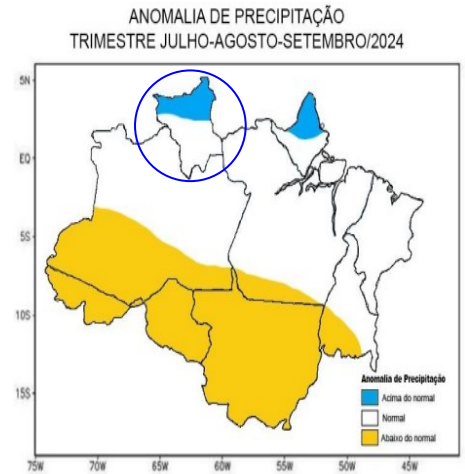 ANOMALIA DE PRECIPITAÇÃO
TRIMESTRE JULHO-AGOSTO-SETEMBRO/2024
5N
EQ
5S
10S
15S
75W 70W 65W 60W 55W 50W 45W
Anomalia de Precipitação
Acima do normal
Normal
Abaixo do normal